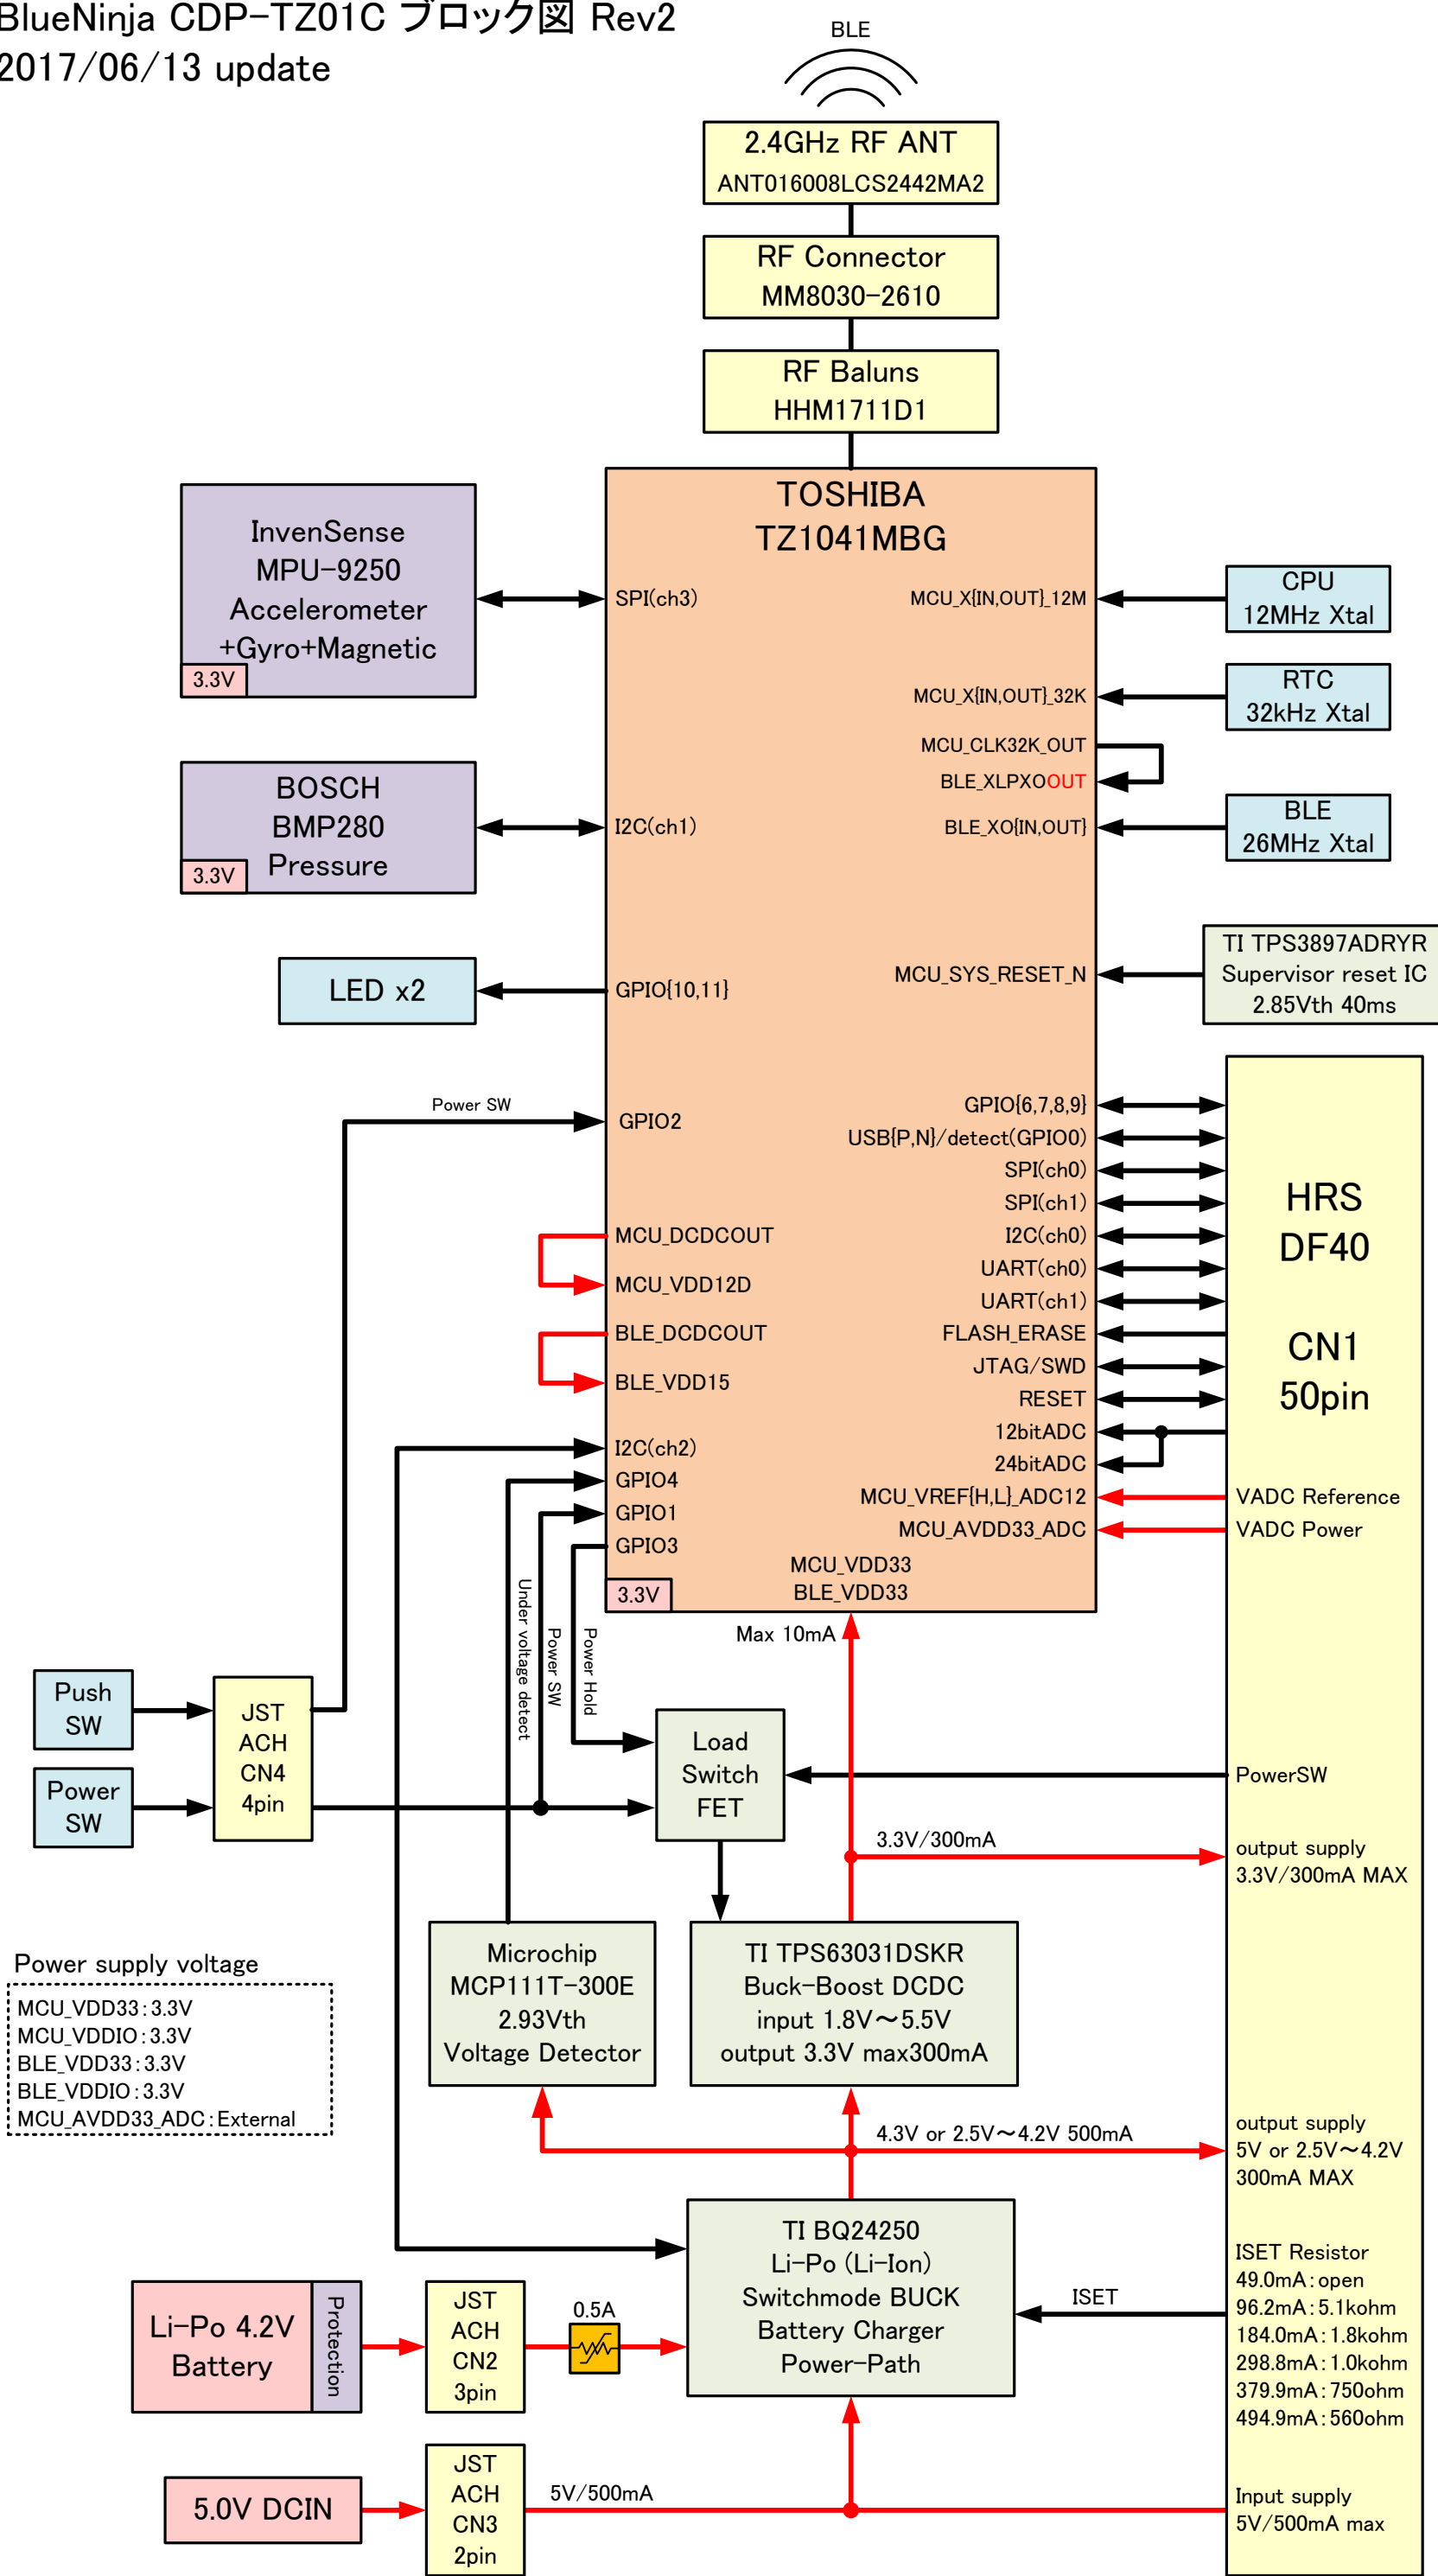 BlueNinja CDP-TZ01C ブロック図 Rev2
2017/06/13 update
BLE
2.4GHz RF ANT
ANT016008LCS2442MA2
RF Connector
MM8030-2610
RF Baluns
HHM1711D1
TOSHIBA
TZ1041MBG
InvenSense
MPU-9250
Accelerometer
+Gyro+Magnetic
3.3V
SPI(ch3)
MCU_X{IN,OUT}_12M
CPU
12MHz Xtal
MCU_X{IN,OUT}_32K
RTC
32kHz Xtal
MCU_CLK32K_OUT
BLE_XLPXOOUT
BOSCH
BMP280
Pressure
3.3V
I2C(ch1)
BLE_XO{IN,OUT}
BLE
26MHz Xtal
LED x2
GPIO{10,11}
MCU_SYS_RESET_N
TI TPS3897ADRYR
Supervisor reset IC
2.85Vth 40ms
Power SW
GPIO2
MCU_DCDCOUT
MCU_VDD12D
BLE_DCDCOUT
BLE_VDD15
I2C(ch2)
GPIO4
GPIO1
GPIO3
3.3V
GPIO{6,7,8,9}
USB{P,N}/detect(GPIO0)
SPI(ch0)
SPI(ch1)
I2C(ch0)
UART(ch0)
UART(ch1)
FLASH_ERASE
JTAG/SWD
RESET
12bitADC
24bitADC
MCU_VREF{H,L}_ADC12
MCU_AVDD33_ADC
MCU_VDD33
BLE_VDD33
HRS
DF40
CN1
50pin
VADC Reference
VADC Power
Max 10mA
Under voltage detect
Power SW
Power Hold
Push
SW
Power
SW
JST
ACH
CN4
4pin
Load
Switch
FET
PowerSW
3.3V/300mA
output supply
3.3V/300mA MAX
Microchip
MCP111T-300E
2.93Vth
Voltage Detector
TI TPS63031DSKR
Buck-Boost DCDC
input 1.8V～5.5V
output 3.3V max300mA
Power supply voltage
MCU_VDD33:3.3V
MCU_VDDIO:3.3V
BLE_VDD33:3.3V
BLE_VDDIO:3.3V
MCU_AVDD33_ADC:External
4.3V or 2.5V～4.2V 500mA
output supply
5V or 2.5V～4.2V
300mA MAX
TI BQ24250
Li-Po (Li-Ion)
Switchmode BUCK
Battery Charger
Power-Path
ISET
ISET Resistor
49.0mA:open
96.2mA:5.1kohm
184.0mA:1.8kohm
298.8mA:1.0kohm
379.9mA:750ohm
494.9mA:560ohm
Li-Po 4.2V
Battery
Protection
JST
ACH
CN2
3pin
0.5A
5.0V DCIN
JST
ACH
CN3
2pin
5V/500mA
Input supply
5V/500mA max